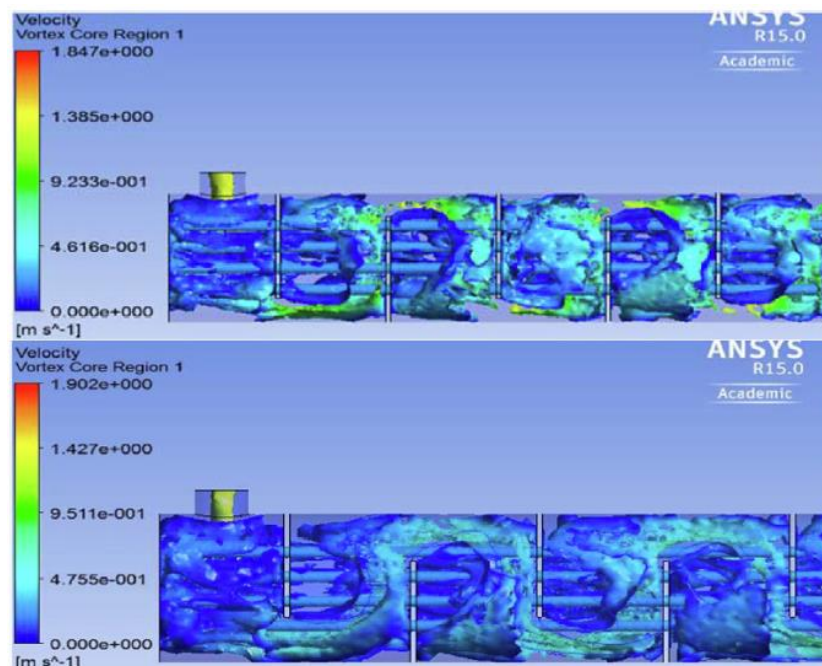 Velocity
Vortex Core Region 1
1.847e+000
1.385e+000
9.233e-001
4.616e-001
0.000e+000
[m s^-1]
ANSYS
R15.0
Academic
Velocity
Vortex Core Region 1
1.902e+000
1.427e+000
9.511e-001
4.755e-001
0.000e+000
[m s^-1]
ANSYS
R15.0
Academic